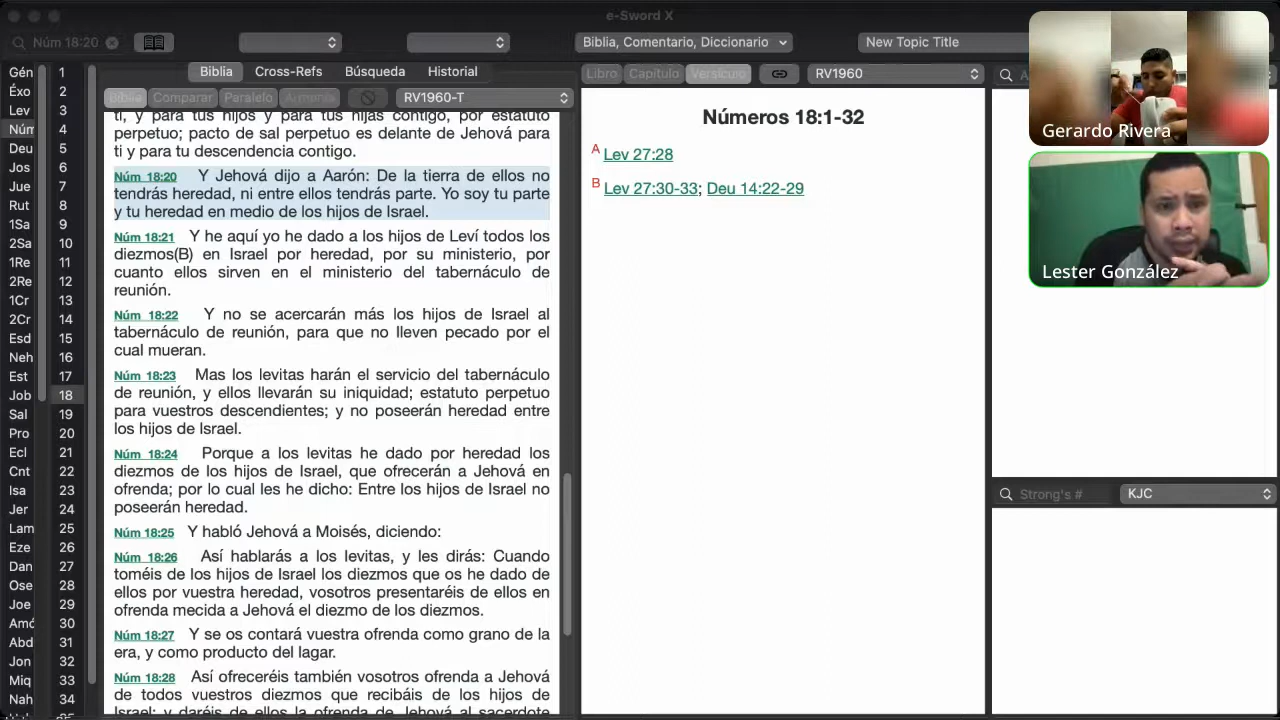 e-Sword X
Núm 18:20
Biblia, Comentario, Diccionario
New Topic Title
Biblia
Cross-Refs
Búsqueda
Historial
Libro
Capítulo
Versículo
RV1960
Biblia
Comparar
Paralelo
Armonía
RV1960-T
Gén
Éxo
Lev
Núm
Deu
Jos
Jue
Rut
1Sa
2Sa
1Re
2Re
1Cr
2Cr
Esd
Neh
Est
Job
Sal
Pro
Ecl
Cnt
Isa
Jer
Lam
Eze
Dan
Ose
Joe
Amó
Abd
Jon
Miq
Nah
1
2
3
4
5
6
7
8
9
10
11
12
13
14
15
16
17
18
19
20
21
22
23
24
25
26
27
28
29
30
31
32
33
34
ti, y para tus hijos y para tus hijas contigo, por estatuto
perpetuo; pacto de sal perpetuo es delante de Jehová para
ti y para tu descendencia contigo.
Núm 18:20 Y Jehová dijo a Aarón: De la tierra de ellos no
tendrás heredad, ni entre ellos tendrás parte. Yo soy tu parte
y tu heredad en medio de los hijos de Israel.
Núm 18:21 Y he aquí yo he dado a los hijos de Leví todos los
diezmos(B) en Israel por heredad, por su ministerio, por
cuanto ellos sirven en el ministerio del tabernáculo de
reunión.
Núm 18:22 Y no se acercarán más los hijos de Israel al
tabernáculo de reunión, para que no lleven pecado por el
cual mueran.
Núm 18:23 Mas los levitas harán el servicio del tabernáculo
de reunión, y ellos llevarán su iniquidad; estatuto perpetuo
para vuestros descendientes; y no poseerán heredad entre
los hijos de Israel.
Núm 18:24 Porque a los levitas he dado por heredad los
diezmos de los hijos de Israel, que ofrecerán a Jehová en
ofrenda; por lo cual les he dicho: Entre los hijos de Israel no
poseerán heredad.
Núm 18:25 Y habló Jehová a Moisés, diciendo:
Núm 18:26 Así hablarás a los levitas, y les dirás: Cuando
toméis de los hijos de Israel los diezmos que os he dado de
ellos por vuestra heredad, vosotros presentaréis de ellos en
ofrenda mecida a Jehová el diezmo de los diezmos.
Núm 18:27 Y se os contará vuestra ofrenda como grano de la
era, y como producto del lagar.
Núm 18:28 Así ofreceréis también vosotros ofrenda a Jehová
de todos vuestros diezmos que recibáis de los hijos de
Israel; y daréis de ellos la ofrenda de Jehová al sacerdote
Números 18:1-32
A Lev 27:28
B Lev 27:30-33; Deu 14:22-29
Gerardo Rivera
Lester González
Strong's #
KJC